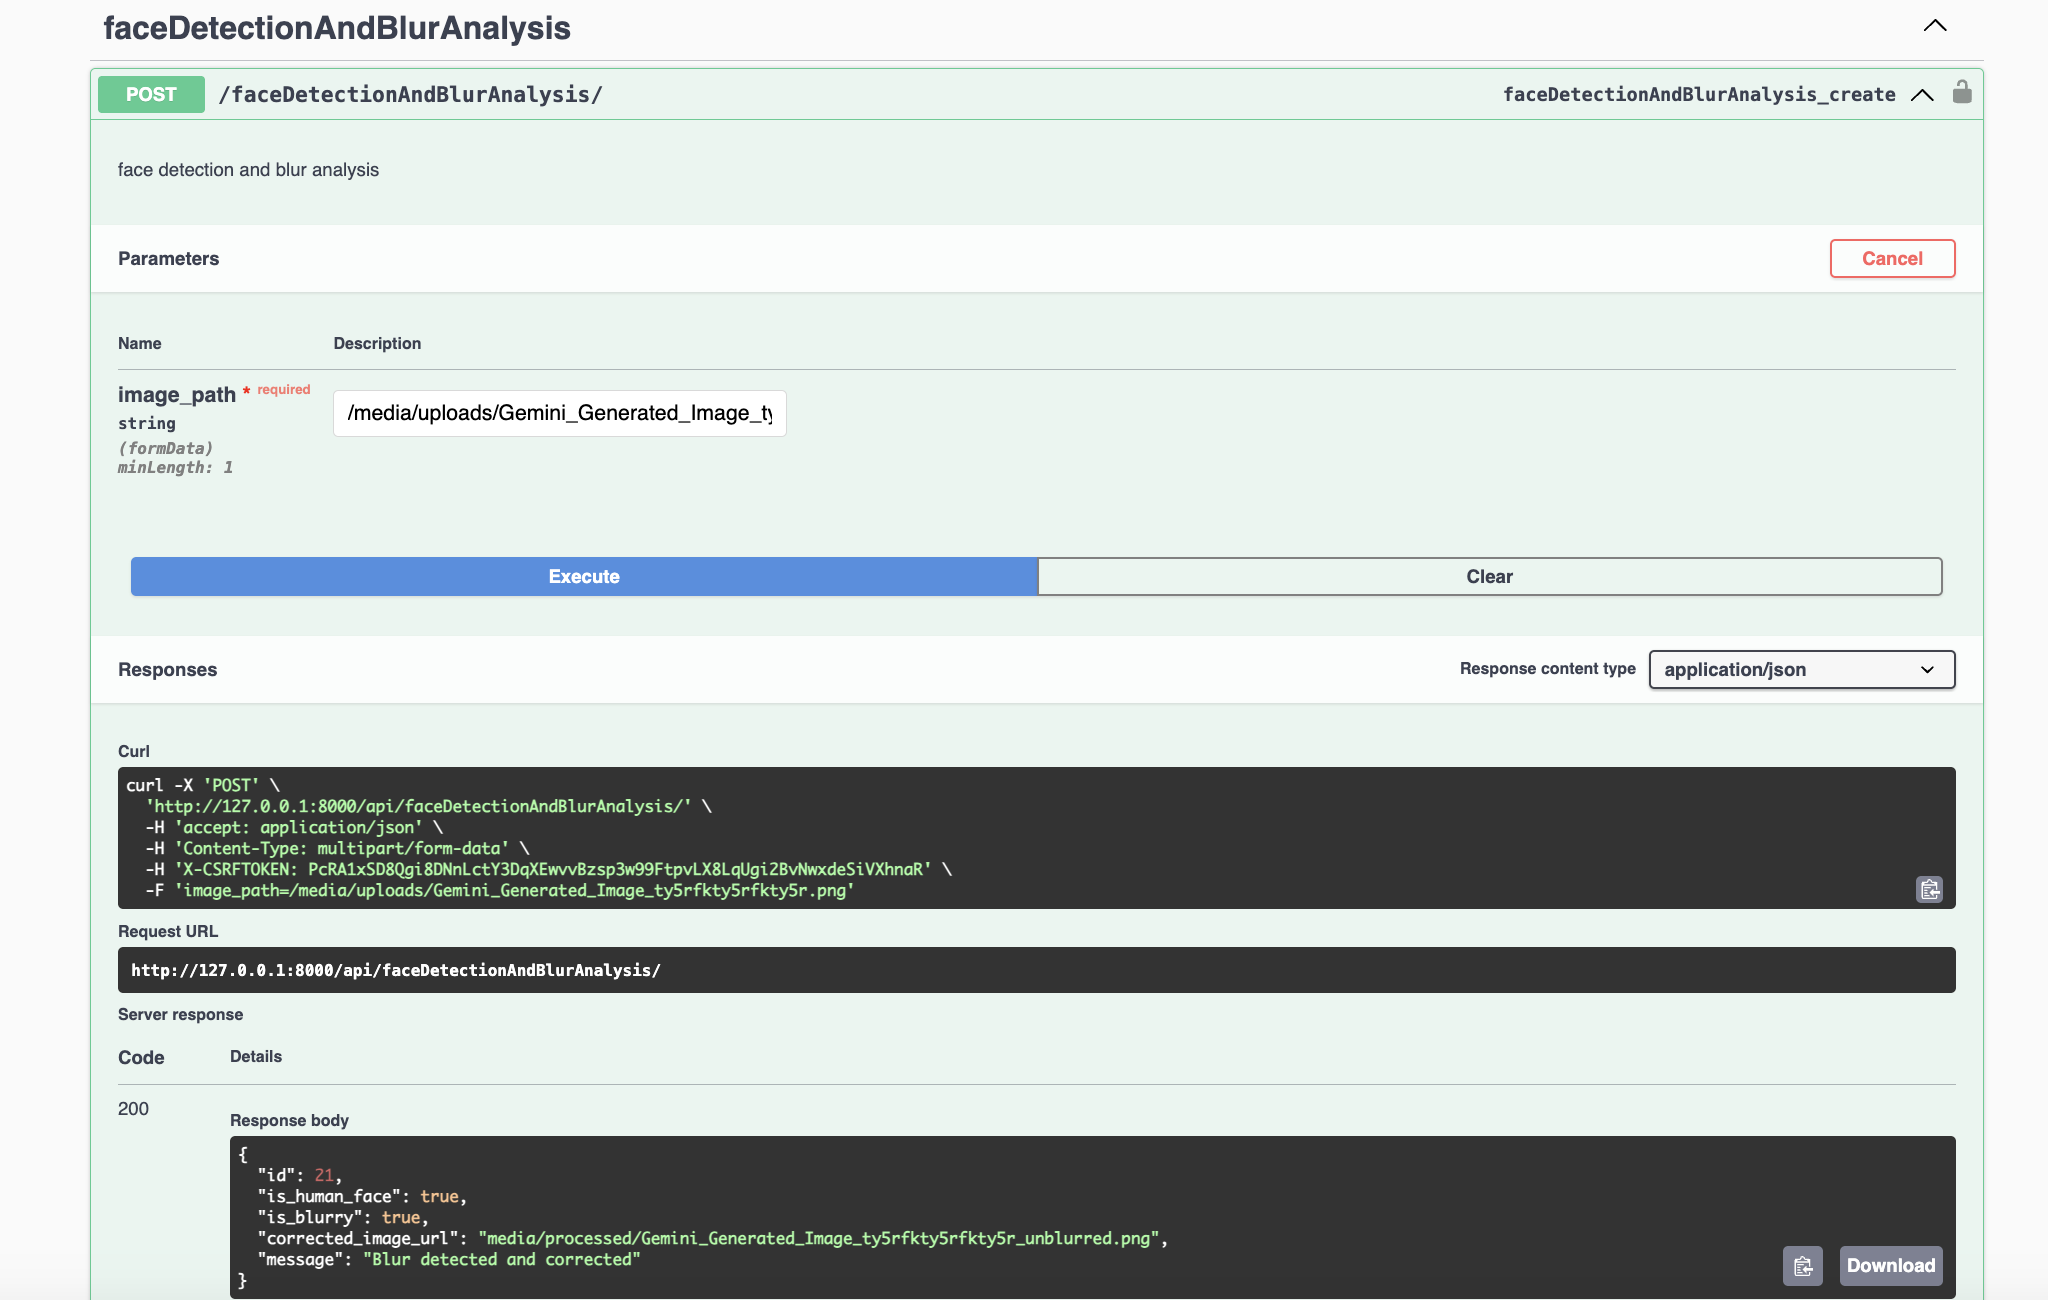 faceDetectionAndBlurAnalysis
POST /faceDetectionAndBlurAnalysis/ faceDetectionAndBlurAnalysis_create
face detection and blur analysis
Parameters Cancel
Name Description
image_path * required
string
(formData)
minLength: 1
/media/uploads/Gemini_Generated_Image_ty
Execute Clear
Responses Response content type application/json
Curl
curl -X 'POST' \
'http://127.0.0.1:8000/api/faceDetectionAndBlurAnalysis/' \
-H 'accept: application/json' \
-H 'Content-Type: multipart/form-data' \
-H 'X-CSRFTOKEN: PcRA1xSD8Qgi8DNnLctY3DqXEwvvBzsp3w99FtpvLX8LqUgi2BvNwxdeSiVXhnaR' \
-F 'image_path=/media/uploads/Gemini_Generated_Image_ty5rfkty5rfkty5r.png'
Request URL
http://127.0.0.1:8000/api/faceDetectionAndBlurAnalysis/
Server response
Code Details
200
Response body
{
"id": 21,
"is_human_face": true,
"is_blurry": true,
"corrected_image_url": "media/processed/Gemini_Generated_Image_ty5rfkty5rfkty5r_unblurred.png",
"message": "Blur detected and corrected"
}
Download